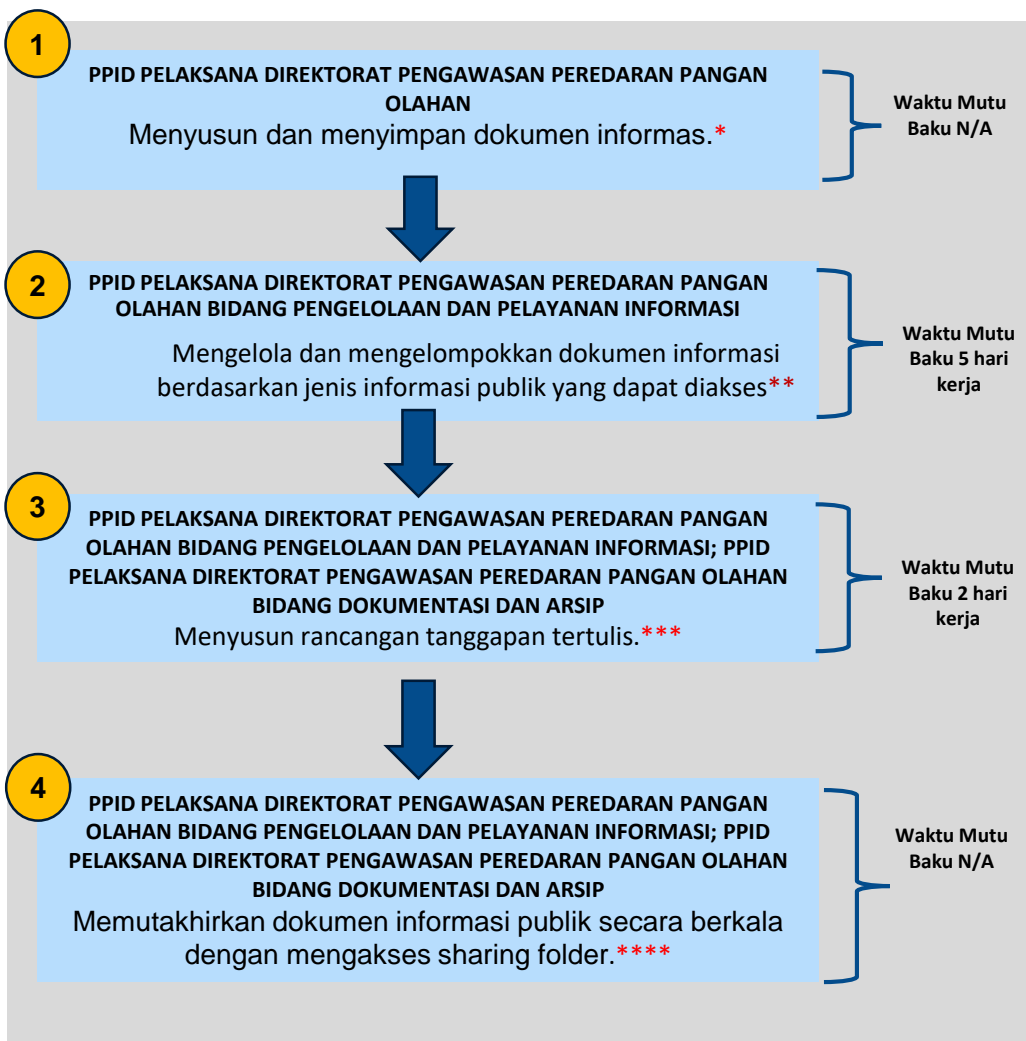 1
PPID PELAKSANA DIREKTORAT PENGAWASAN PEREDARAN PANGAN
OLAHAN
Menyusun dan menyimpan dokumen informas.*
Waktu Mutu
Baku N/A
2
PPID PELAKSANA DIREKTORAT PENGAWASAN PEREDARAN PANGAN
OLAHAN BIDANG PENGELOLAAN DAN PELAYANAN INFORMASI
Mengelola dan mengelompokkan dokumen informasi
berdasarkan jenis informasi publik yang dapat diakses**
Waktu Mutu
Baku 5 hari
kerja
3
PPID PELAKSANA DIREKTORAT PENGAWASAN PEREDARAN PANGAN
OLAHAN BIDANG PENGELOLAAN DAN PELAYANAN INFORMASI; PPID
PELAKSANA DIREKTORAT PENGAWASAN PEREDARAN PANGAN OLAHAN
BIDANG DOKUMENTASI DAN ARSIP
Menyusun rancangan tanggapan tertulis.***
Waktu Mutu
Baku 2 hari
kerja
4
PPID PELAKSANA DIREKTORAT PENGAWASAN PEREDARAN PANGAN
OLAHAN BIDANG PENGELOLAAN DAN PELAYANAN INFORMASI; PPID
PELAKSANA DIREKTORAT PENGAWASAN PEREDARAN PANGAN OLAHAN
BIDANG DOKUMENTASI DAN ARSIP
Memutakhirkan dokumen informasi publik secara berkala
dengan mengakses sharing folder.****
Waktu Mutu
Baku N/A